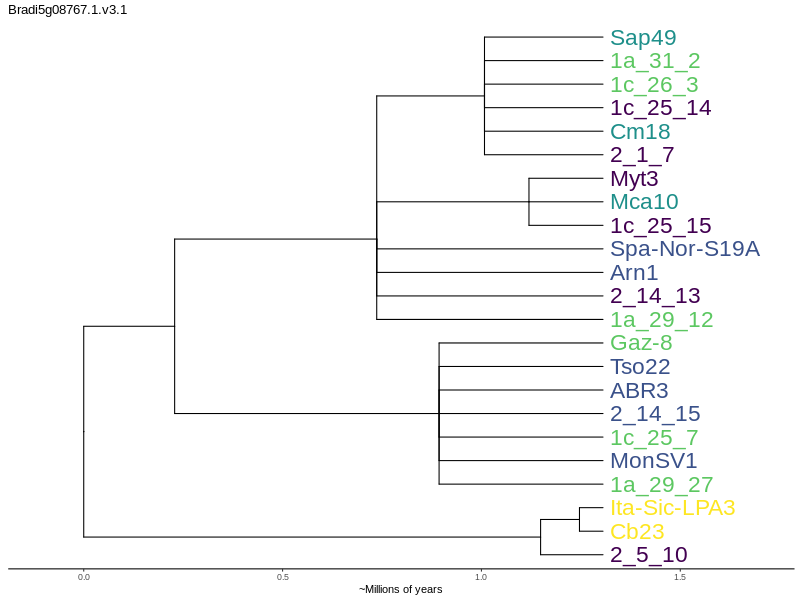 Bradi5g08767.1.v3.1
Sap49
1a_31_2
1c_26_3
1c_25_14
Cm18
2_1_7
Myt3
Mca10
1c_25_15
Spa-Nor-S19A
Arn1
2_14_13
1a_29_12
Gaz-8
Tso22
ABR3
2_14_15
1c_25_7
MonSV1
1a_29_27
Ita-Sic-LPA3
Cb23
2_5_10
0.0 0.5 1.0 1.5
~Millions of years